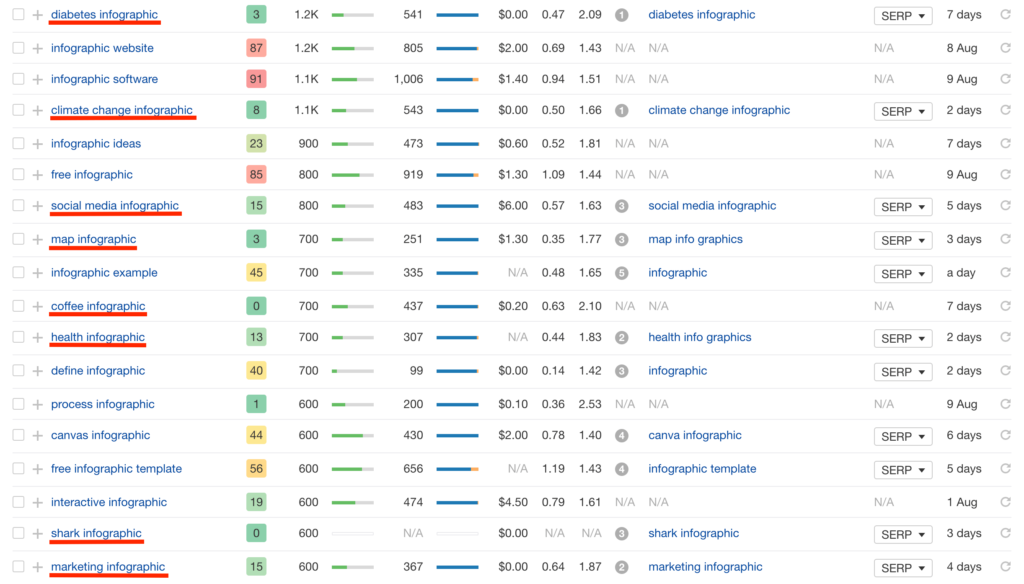 diabetes infographic 3 1.2K 541 $0.00 0.47 2.09 1 diabetes infographic SERP 7 days
infographic website 87 1.2K 805 $2.00 0.69 1.43 N/A N/A N/A 8 Aug
infographic software 91 1.1K 1,006 $1.40 0.94 1.51 N/A N/A N/A 9 Aug
climate change infographic 8 1.1K 543 $0.00 0.50 1.66 1 climate change infographic SERP 2 days
infographic ideas 23 900 473 $0.60 0.52 1.81 N/A N/A N/A 7 days
free infographic 85 800 919 $1.30 1.09 1.44 N/A N/A N/A 9 Aug
social media infographic 15 800 483 $6.00 0.57 1.63 3 social media infographic SERP 5 days
map infographic 3 700 251 $1.30 0.35 1.77 3 map info graphics SERP 3 days
infographic example 45 700 335 N/A 0.48 1.65 5 infographic SERP a day
coffee infographic 0 700 437 $0.20 0.63 2.10 N/A N/A N/A 7 days
health infographic 13 700 307 N/A 0.44 1.83 2 health info graphics SERP 2 days
define infographic 40 700 99 $0.00 0.14 1.42 3 infographic SERP 2 days
process infographic 1 600 200 $0.10 0.36 2.53 N/A N/A N/A 9 Aug
canvas infographic 44 600 430 $2.00 0.78 1.40 4 canva infographic SERP 6 days
free infographic template 56 600 656 N/A 1.19 1.43 4 infographic template SERP 5 days
interactive infographic 19 600 474 $4.50 0.79 1.61 N/A N/A N/A 1 Aug
shark infographic 0 600 N/A $0.00 N/A N/A 3 shark infographic SERP 3 days
marketing infographic 15 600 367 $0.00 0.64 1.87 2 marketing infographic SERP 4 days